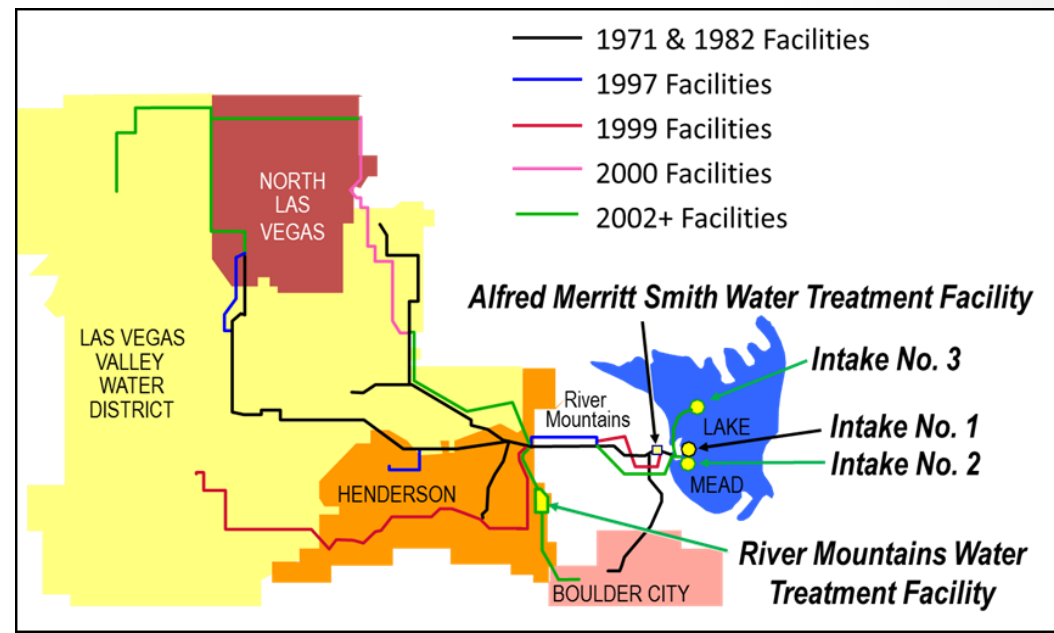 1971 & 1982 Facilities
1997 Facilities
1999 Facilities
2000 Facilities
2002+ Facilities
NORTH
LAS
VEGAS
Alfred Merritt Smith Water Treatment Facility
LAS VEGAS
VALLEY
WATER
DISTRICT
Intake No. 3
River
Mountains
LAKE
Intake No. 1
Intake No. 2
MEAD
HENDERSON
River Mountains Water
Treatment Facility
BOULDER CITY